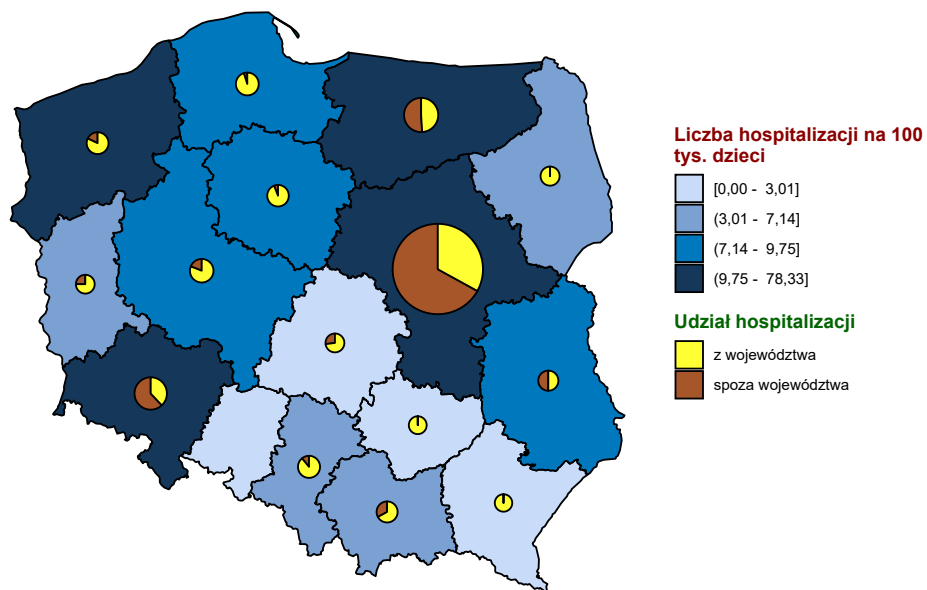 Liczba hospitalizacji na 100
tys. dzieci
[0,00 - 3,01]
(3,01 - 7,14]
(7,14 - 9,75]
(9,75 - 78,33]
Udział hospitalizacji
z województwa
spoza województwa